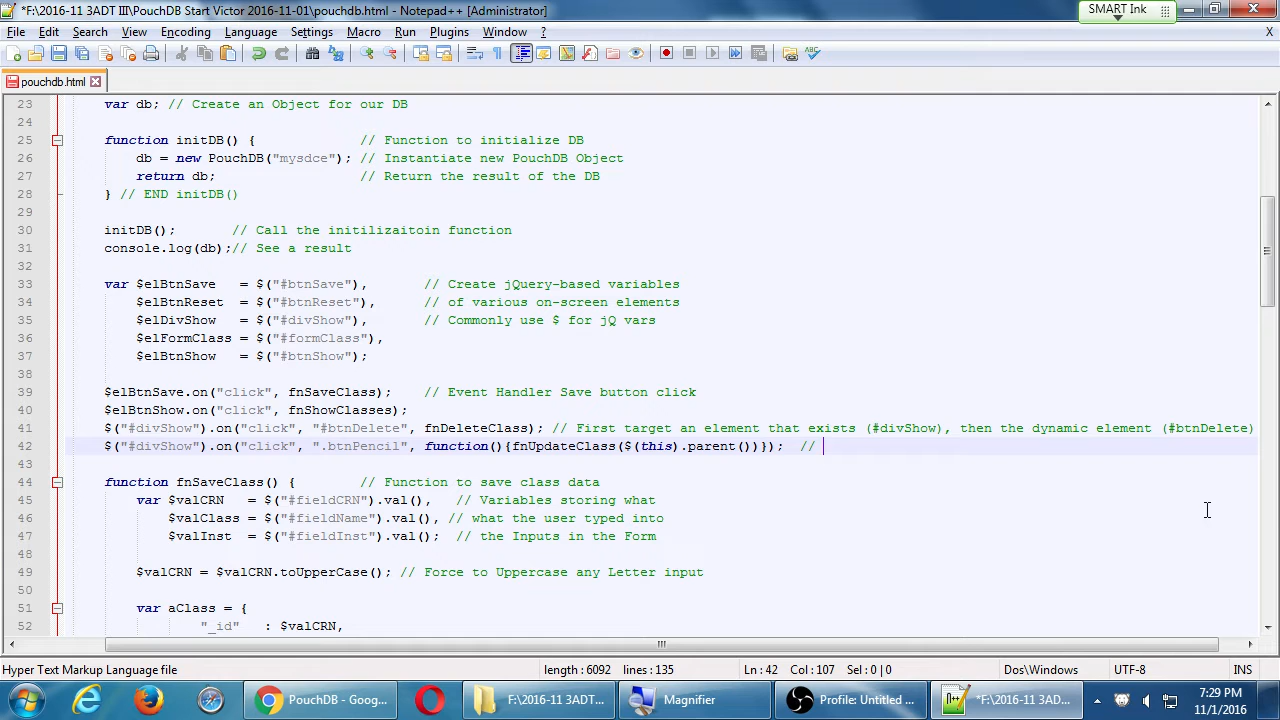 *F:\2016-11 3ADT III\PouchDB Start Victor 2016-11-01\pouchdb.html - Notepad++ [Administrator]
SMART Ink
File Edit Search View Encoding Language Settings Macro Run Plugins Window ? X
pouchdb.html
23 var db; // Create an Object for our DB
24
25 function initDB() { // Function to initialize DB
26 db = new PouchDB("mysdce"); // Instantiate new PouchDB Object
27 return db; // Return the result of the DB
28 } // END initDB()
29
30 initDB(); // Call the initilizaitoin function
31 console.log(db);// See a result
32
33 var $elBtnSave = $("#btnSave"), // Create jQuery-based variables
34 $elBtnReset = $("#btnReset"), // of various on-screen elements
35 $elDivShow = $("#divShow"), // Commonly use $ for jQ vars
36 $elFormClass = $("#formClass"),
37 $elBtnShow = $("#btnShow");
38
39 $elBtnSave.on("click", fnSaveClass); // Event Handler Save button click
40 $elBtnShow.on("click", fnShowClasses);
41 $("#divShow").on("click", "#btnDelete", fnDeleteClass); // First target an element that exists (#divShow), then the dynamic element (#btnDelete)
42 $("#divShow").on("click", ".btnPencil", function(){fnUpdateClass($(this).parent())}); //
43
44 function fnSaveClass() { // Function to save class data
45 var $valCRN = $("#fieldCRN").val(), // Variables storing what
46 $valClass = $("#fieldName").val(), // what the user typed into
47 $valInst = $("#fieldInst").val(); // the Inputs in the Form
48
49 $valCRN = $valCRN.toUpperCase(); // Force to Uppercase any Letter input
50
51 var aClass = {
52 "_id" : $valCRN,
Hyper Text Markup Language file length : 6092 lines : 135 Ln : 42 Col : 107 Sel : 0 | 0 Dos\Windows UTF-8 INS
PouchDB - Goog... F:\2016-11 3ADT... Magnifier Profile: Untitled ... *F:\2016-11 3AD... 7:29 PM
11/1/2016